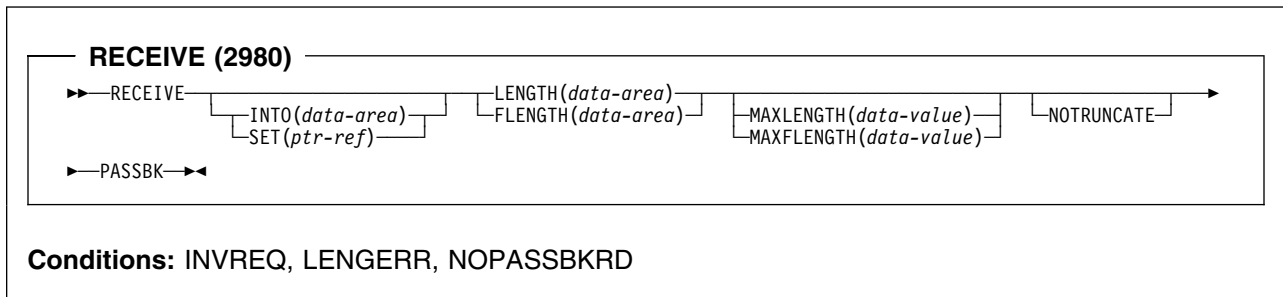 RECEIVE (2980)
►►──RECEIVE──┬───────────────────────┬──┬─LENGTH(data-area)──┬──┬─────────────────────────┬──┬────────────┬──►
├─INTO(data-area)─┤ └─FLENGTH(data-area)─┘ ├─MAXLENGTH(data-value)──┤ └─NOTRUNCATE─┘
└─SET(ptr-ref)────┘ └─MAXFLENGTH(data-value)─┘
►──PASSBK──►◄
Conditions: INVREQ, LENGERR, NOPASSBKRD